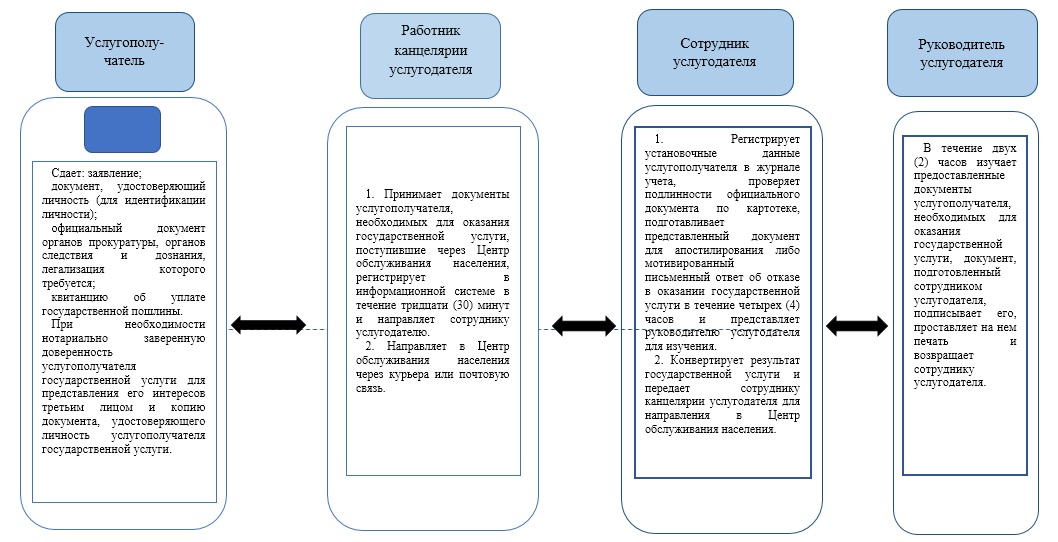 Услугополу-
чатель
Сдает: заявление;
документ, удостоверяющий
личность (для идентификации
личности);
официальный документ
органов прокуратуры, органов
следствия и дознания,
легализация которого
требуется;
квитанцию об уплате
государственной пошлины.
При необходимости
нотариально заверенную
доверенность
услугополучателя
государственной услуги для
представления его интересов
третьим лицом и копию
документа, удостоверяющего
личность услугополучателя
государственной услуги.
Работник
канцелярии
услугодателя
1. Принимает документы
услугополучателя,
необходимых для оказания
государственной услуги,
поступившие через Центр
обслуживания населения,
регистрирует в
информационной системе в
течение тридцати (30) минут
и направляет сотруднику
услугодателю.
2. Направляет в Центр
обслуживания населения
через курьера или почтовую
связь.
Сотрудник
услугодателя
1. Регистрирует
установочные данные
услугополучателя в журнале
учета, проверяет
подлинности официального
документа по картотеке,
подготавливает
представленный документ
для апостилирования либо
мотивированный
письменный ответ об отказе
в оказании государственной
услуги в течение четырех (4)
часов и представляет
руководителю услугодателя
для изучения.
2. Конвертирует результат
государственной услуги и
передает сотруднику
канцелярии услугодателя для
направления в Центр
обслуживания населения.
Руководитель
услугодателя
В течение двух
(2) часов изучает
предоставленные
документы
услугополучателя,
необходимых для
оказания
государственной
услуги, документ,
подготовленный
сотрудником
услугодателя,
подписывает его,
проставляет на нем
печать и
возвращает
сотруднику
услугодателя.